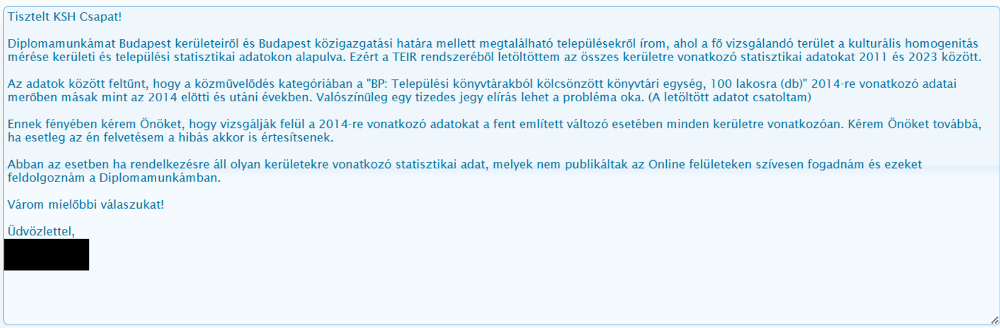 Tisztelt KSH Csapat!
Diplomamunkámat Budapest kerületeiről és Budapest közigazgatási határa mellett megtalálható településekről írom, ahol a fő vizsgálandó terület a kulturális homogenitás
mérése kerületi és települési statisztikai adatokon alapulva. Ezért a TEIR rendszeréből letöltöttem az összes kerületre vonatkozó statisztikai adatokat 2011 és 2023 között.
Az adatok között feltűnt, hogy a közművelődés kategóriában a "BP: Települési könyvtárakból kölcsönzött könyvtári egység, 100 lakosra (db)" 2014-re vonatkozó adatai
merőben másak mint az 2014 előtti és utáni években. Valószínűleg egy tizedes jegy elírás lehet a probléma oka. (A letöltött adatot csatoltam)
Ennek fényében kérem Önöket, hogy vizsgálják felül a 2014-re vonatkozó adatokat a fent említett változó esetében minden kerületre vonatkozóan. Kérem Önöket továbbá,
ha esetleg az én felvetésem a hibás akkor is értesítsenek.
Abban az esetben ha rendelkezésre áll olyan kerületekre vonatkozó statisztikai adat, melyek nem publikáltak az Online felületeken szívesen fogadnám és ezeket
feldolgoznám a Diplomamunkámban.
Várom mielőbbi válaszukat!
Üdvözlettel,